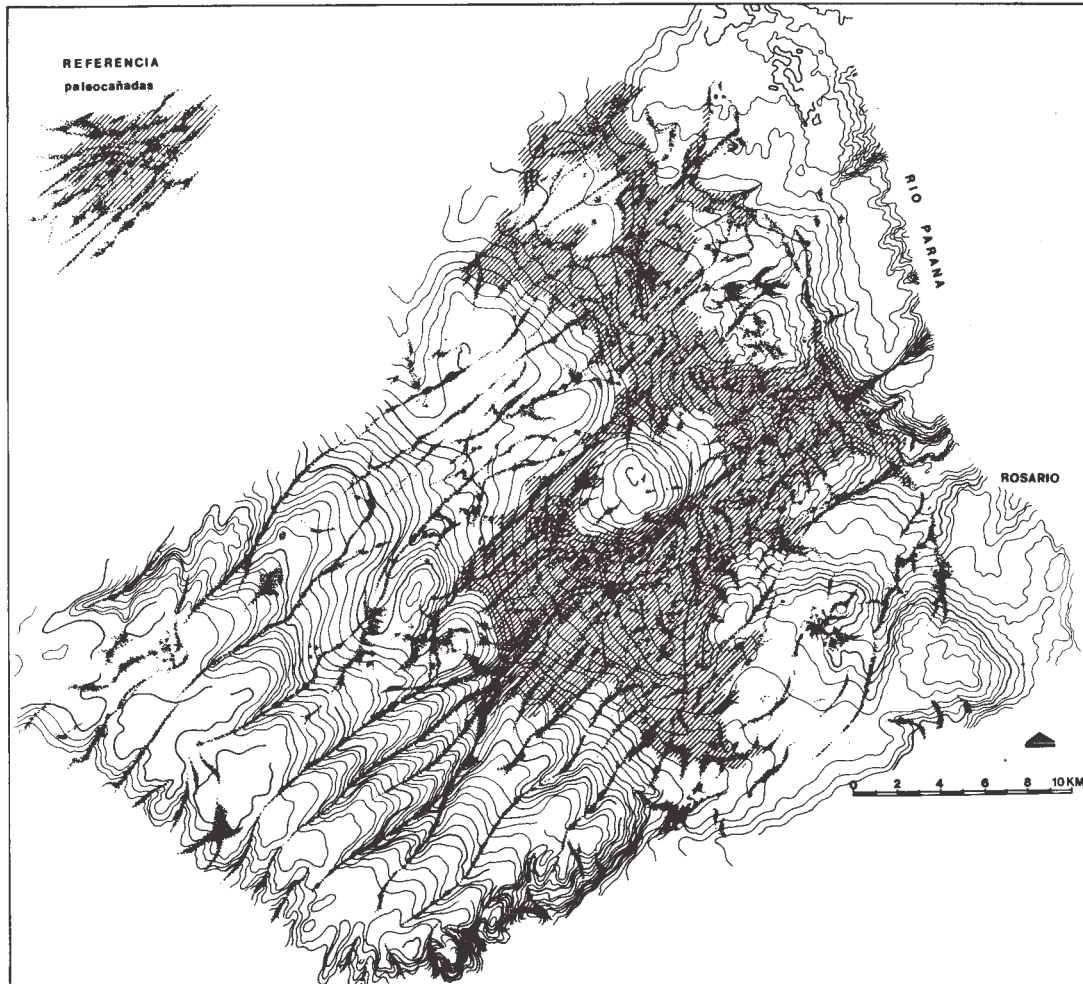 REFERENCIA
paleocañadas
RIO PARANA
ROSARIO
0 2 4 6 8 10 KM